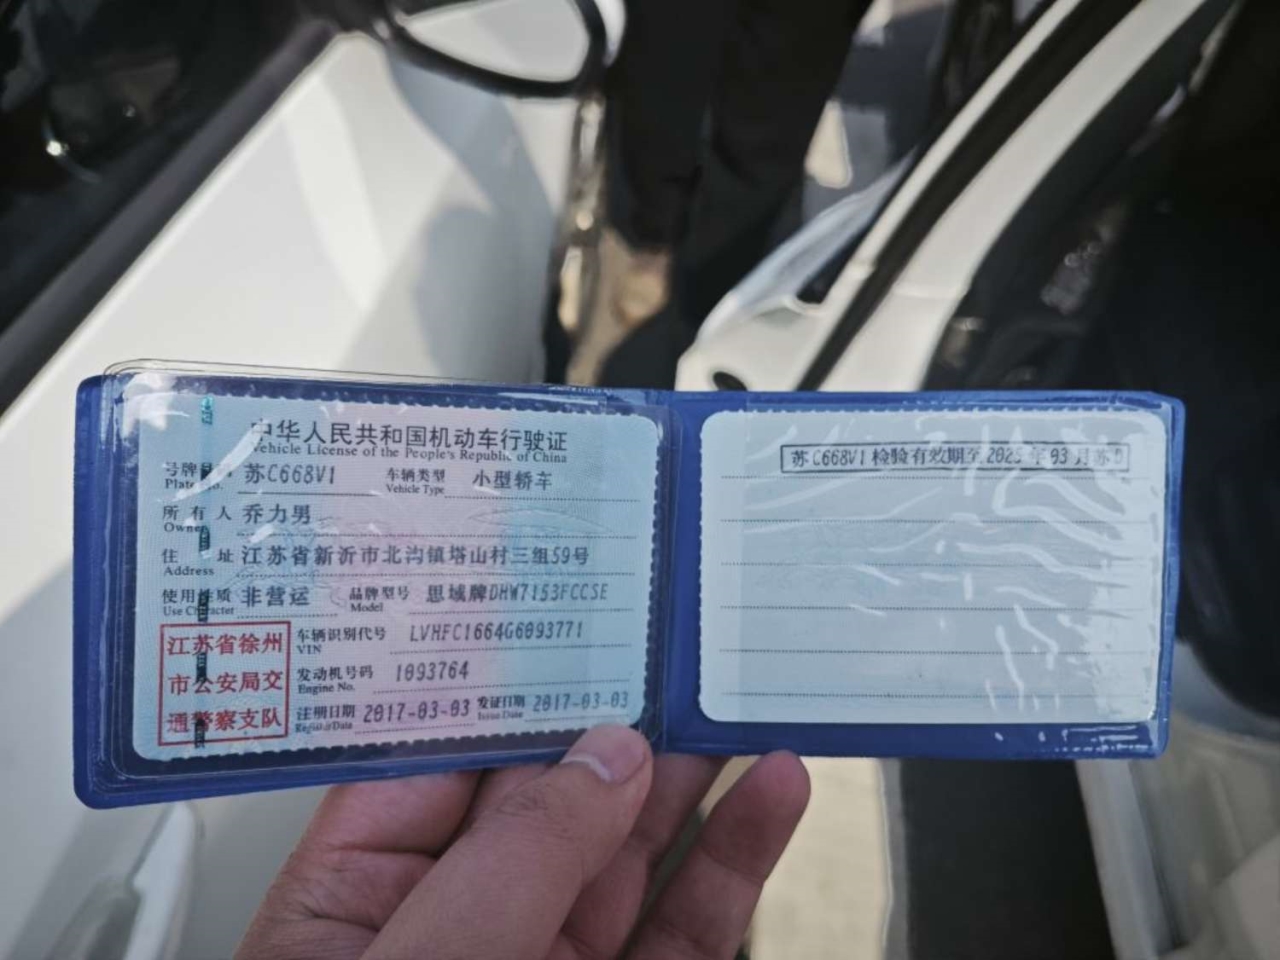 中华人民共和国机动车行驶证
Vehicle License of the People's Republic of China
号牌号码 苏C668V1 车辆类型 小型轿车
Plate No. Vehicle Type
所有人 乔力男
Owner
住址 江苏省新沂市北沟镇塔山村三组59号
Address
使用性质 非营运 品牌型号 思域牌DHW7153FCCSE
Use Character Model
江苏省徐州
市公安局交
通警察支队
车辆识别代号 LVHFC1664G6093771
VIN
发动机号码 1093764
Engine No.
注册日期 2017-03-03 发证日期 2017-03-03
Register Date Issue Date
苏C668V1 检验有效期至2025年03月苏